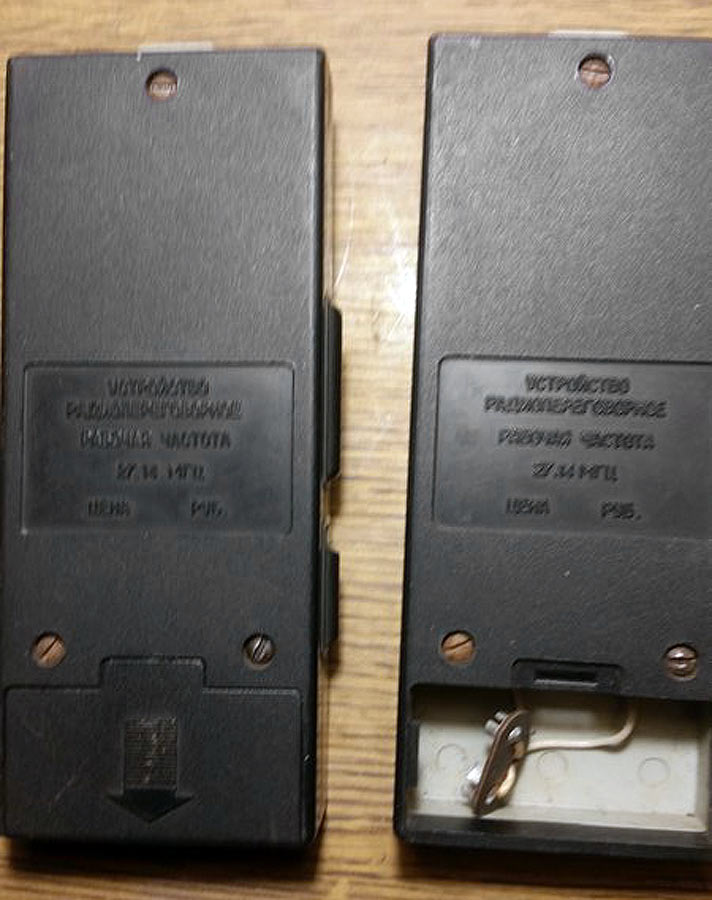 УСТРОЙСТВО
РАДИОПЕРЕГОВОРНОЕ
РАБОЧАЯ ЧАСТОТА
27.14 МГЦ
ЦЕНА РУБ.
УСТРОЙСТВО
РАДИОПЕРЕГОВОРНОЕ
РАБОЧАЯ ЧАСТОТА
27.14 МГЦ
ЦЕНА РУБ.